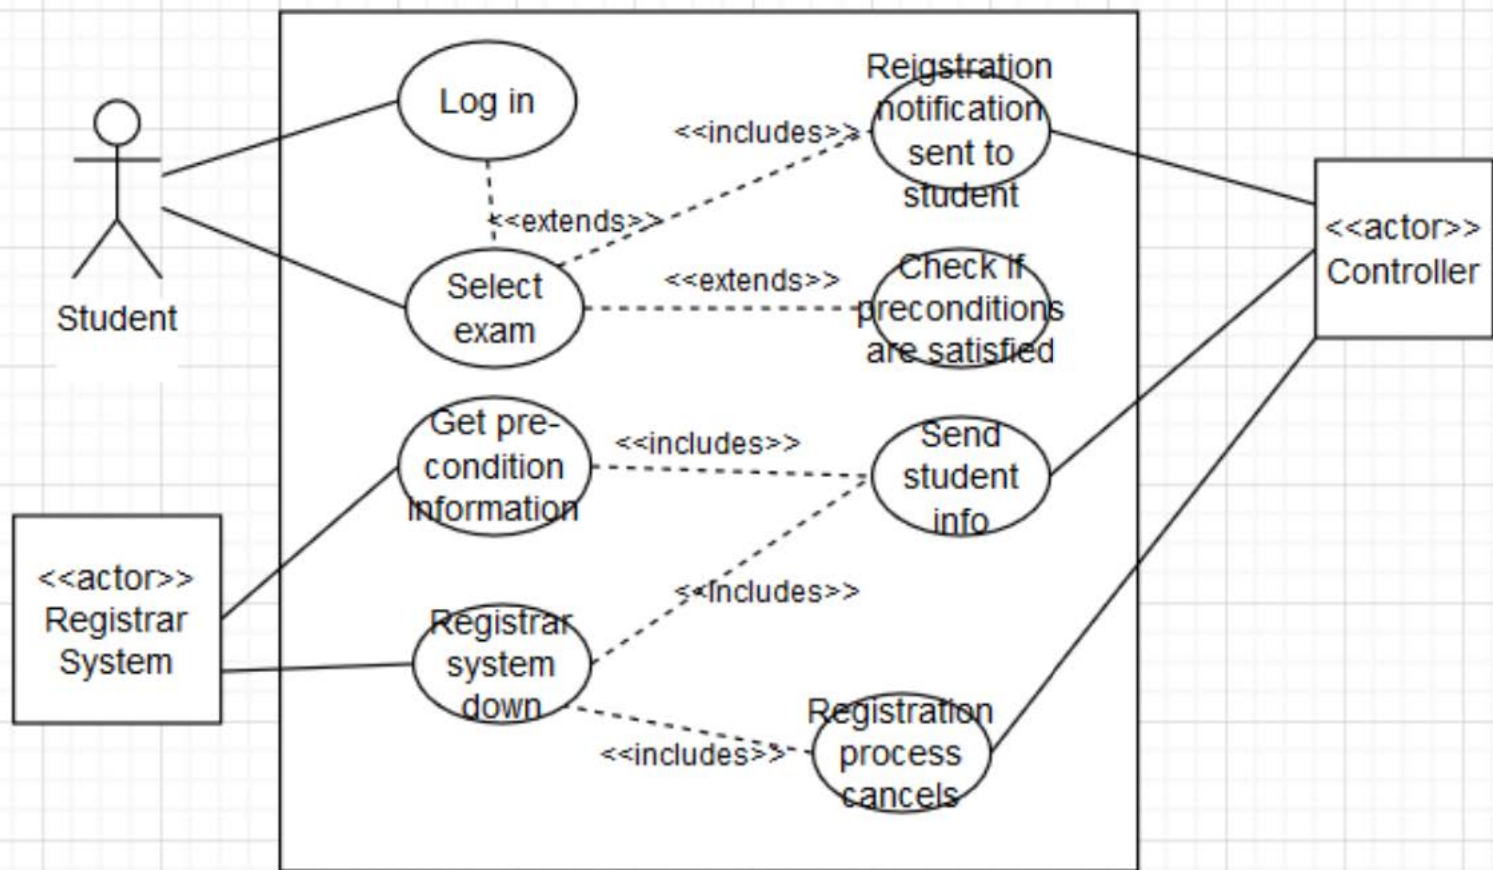 Log in
Reigstration
notification
sent to
student
<<includes>>
<<extends>>
<<actor>>
Controller
Student
Select
exam
<<extends>>
Check if
preconditions
are satisfied
Get pre-
condition
information
<<includes>>
Send
student
info
<<actor>>
Registrar
System
<<includes>>
Registrar
system
down
<<includes>>
Registration
process
cancels